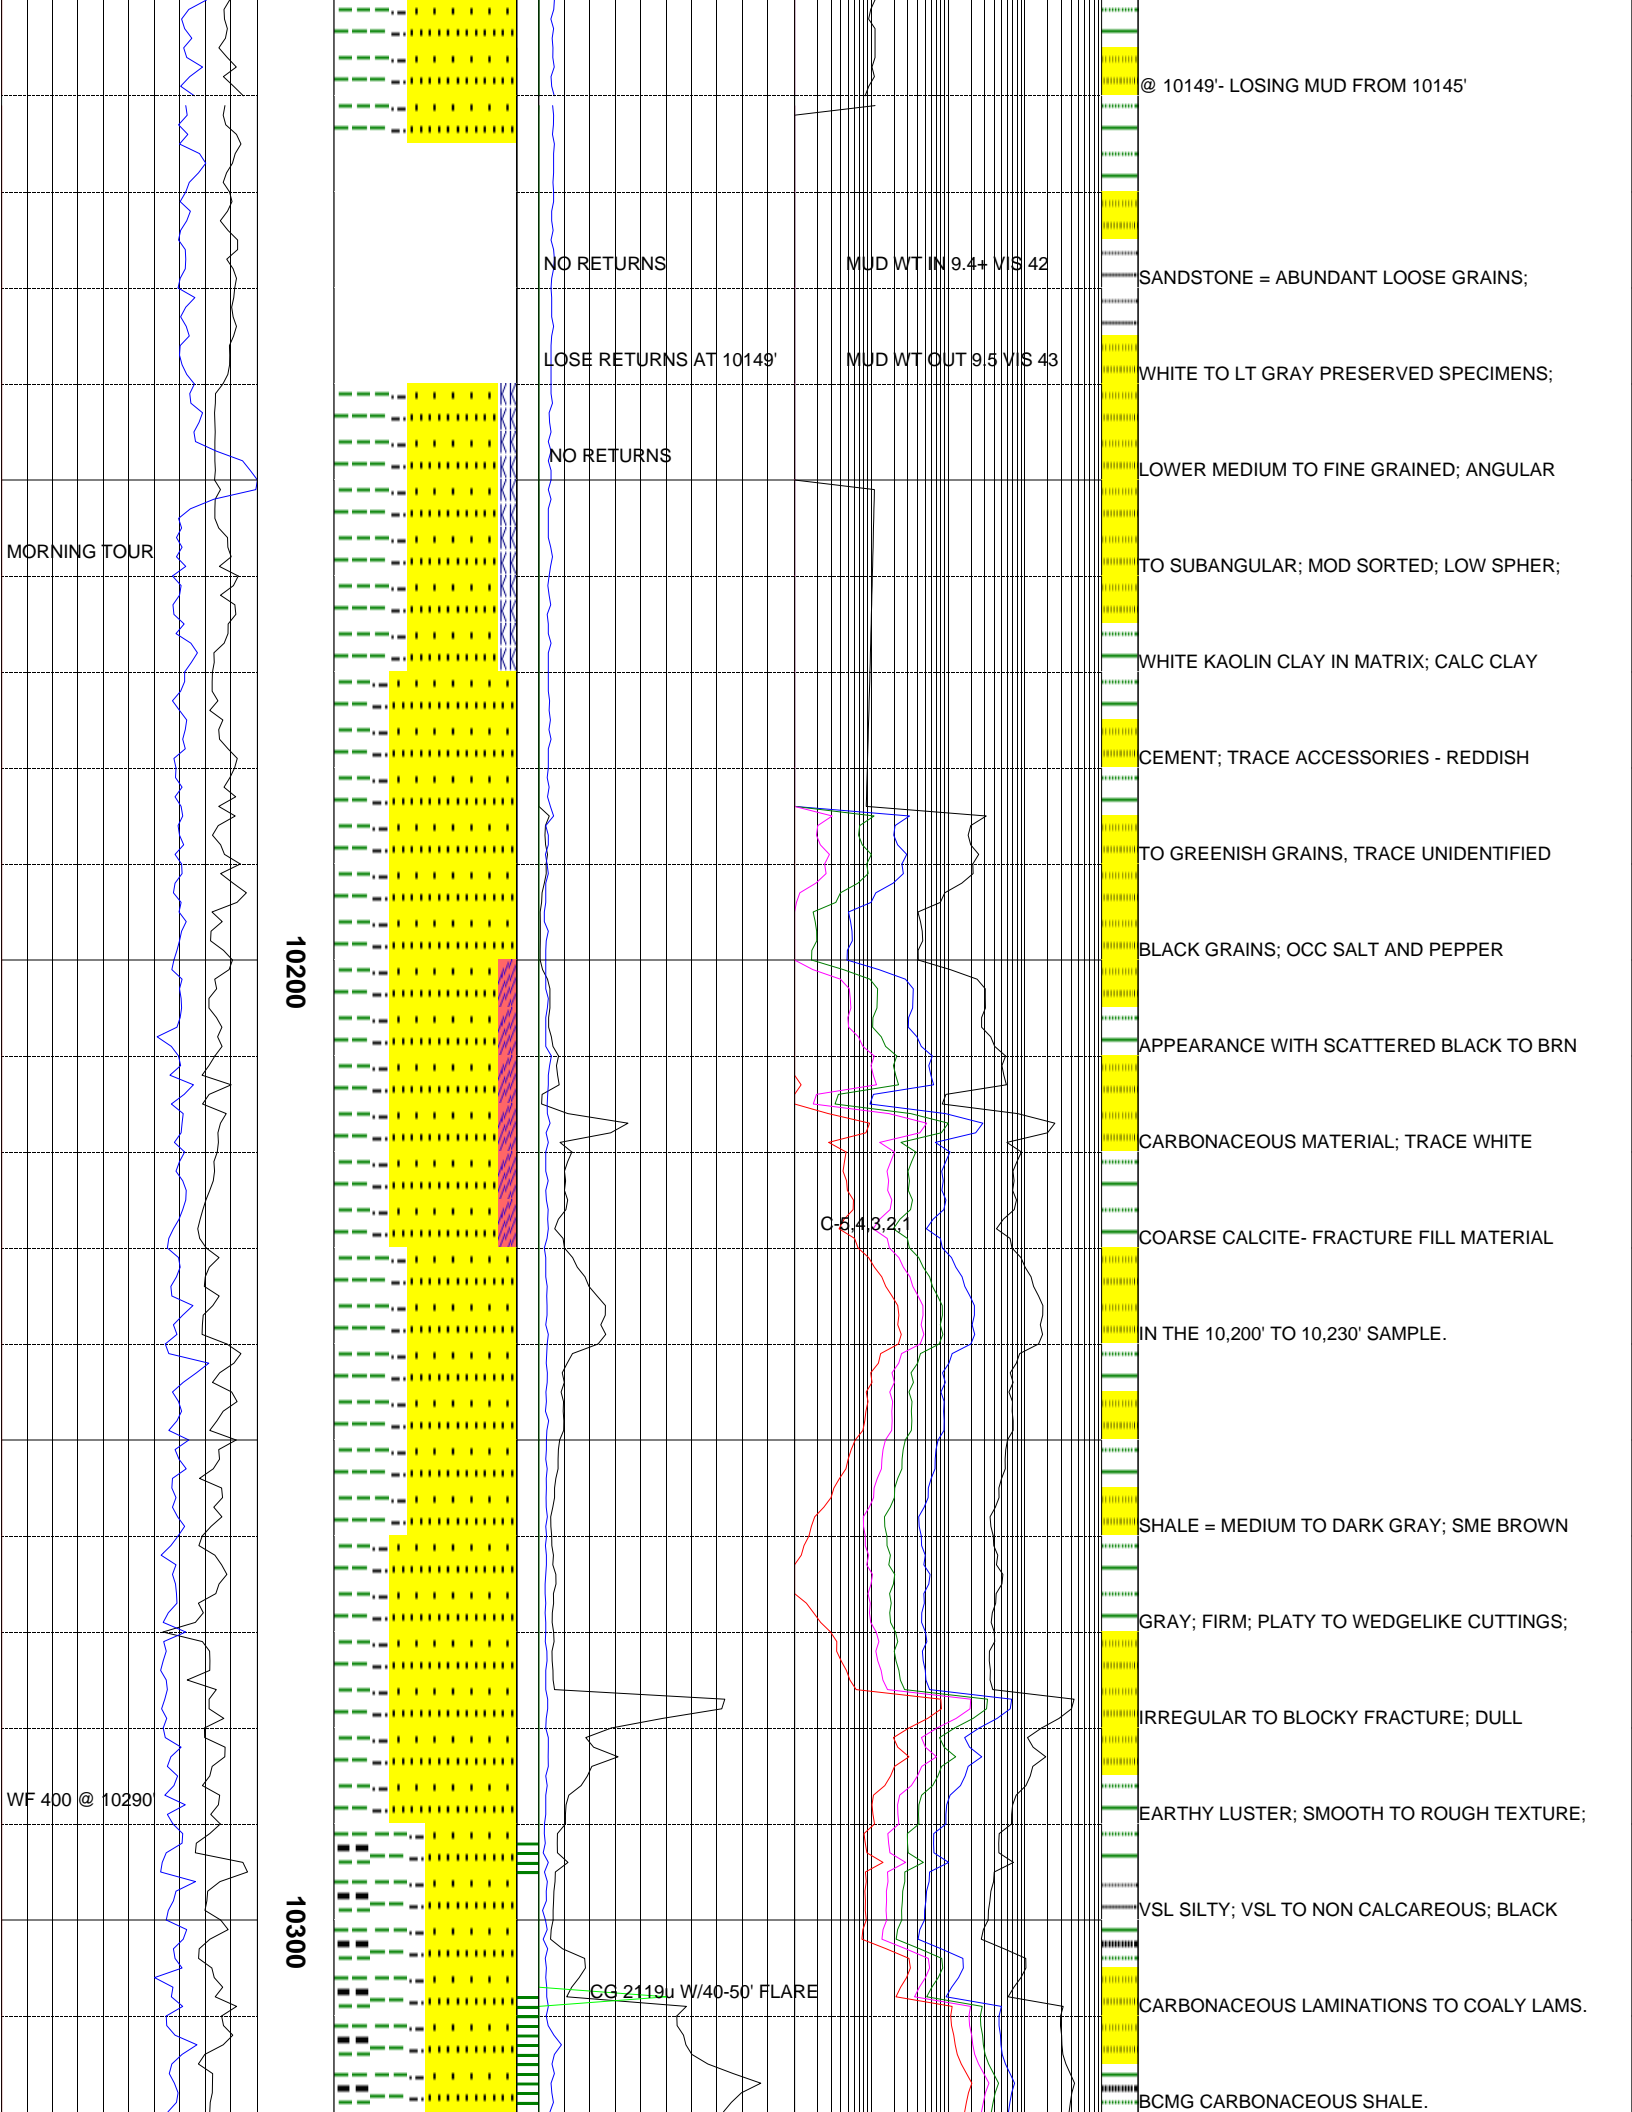 @ 10149'- LOSING MUD FROM 10145'
NO RETURNS
MUD WT IN 9.4+ VIS 42
SANDSTONE = ABUNDANT LOOSE GRAINS;
LOSE RETURNS AT 10149'
MUD WT OUT 9.5 VIS 43
WHITE TO LT GRAY PRESERVED SPECIMENS;
NO RETURNS
LOWER MEDIUM TO FINE GRAINED; ANGULAR
MORNING TOUR
TO SUBANGULAR; MOD SORTED; LOW SPHER;
WHITE KAOLIN CLAY IN MATRIX; CALC CLAY
CEMENT; TRACE ACCESSORIES - REDDISH
TO GREENISH GRAINS, TRACE UNIDENTIFIED
10200
BLACK GRAINS; OCC SALT AND PEPPER
APPEARANCE WITH SCATTERED BLACK TO BRN
CARBONACEOUS MATERIAL; TRACE WHITE
C-5,4,3,2,1
COARSE CALCITE- FRACTURE FILL MATERIAL
IN THE 10,200' TO 10,230' SAMPLE.
SHALE = MEDIUM TO DARK GRAY; SME BROWN
GRAY; FIRM; PLATY TO WEDGELIKE CUTTINGS;
IRREGULAR TO BLOCKY FRACTURE; DULL
WF 400 @ 10290'
EARTHY LUSTER; SMOOTH TO ROUGH TEXTURE;
10300
VSL SILTY; VSL TO NON CALCAREOUS; BLACK
CG 2119u W/40-50' FLARE
CARBONACEOUS LAMINATIONS TO COALY LAMS.
BCMG CARBONACEOUS SHALE.